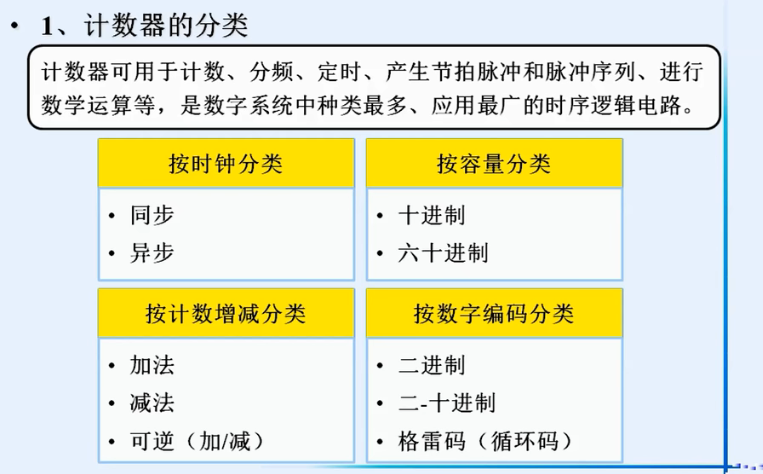 • 1、计数器的分类
计数器可用于计数、分频、定时、产生节拍脉冲和脉冲序列、进行
数学运算等，是数字系统中种类最多、应用最广的时序逻辑电路。
按时钟分类
• 同步
• 异步
按容量分类
• 十进制
• 六十进制
按计数增减分类
• 加法
• 减法
• 可逆（加/减）
按数字编码分类
• 二进制
• 二-十进制
• 格雷码（循环码）